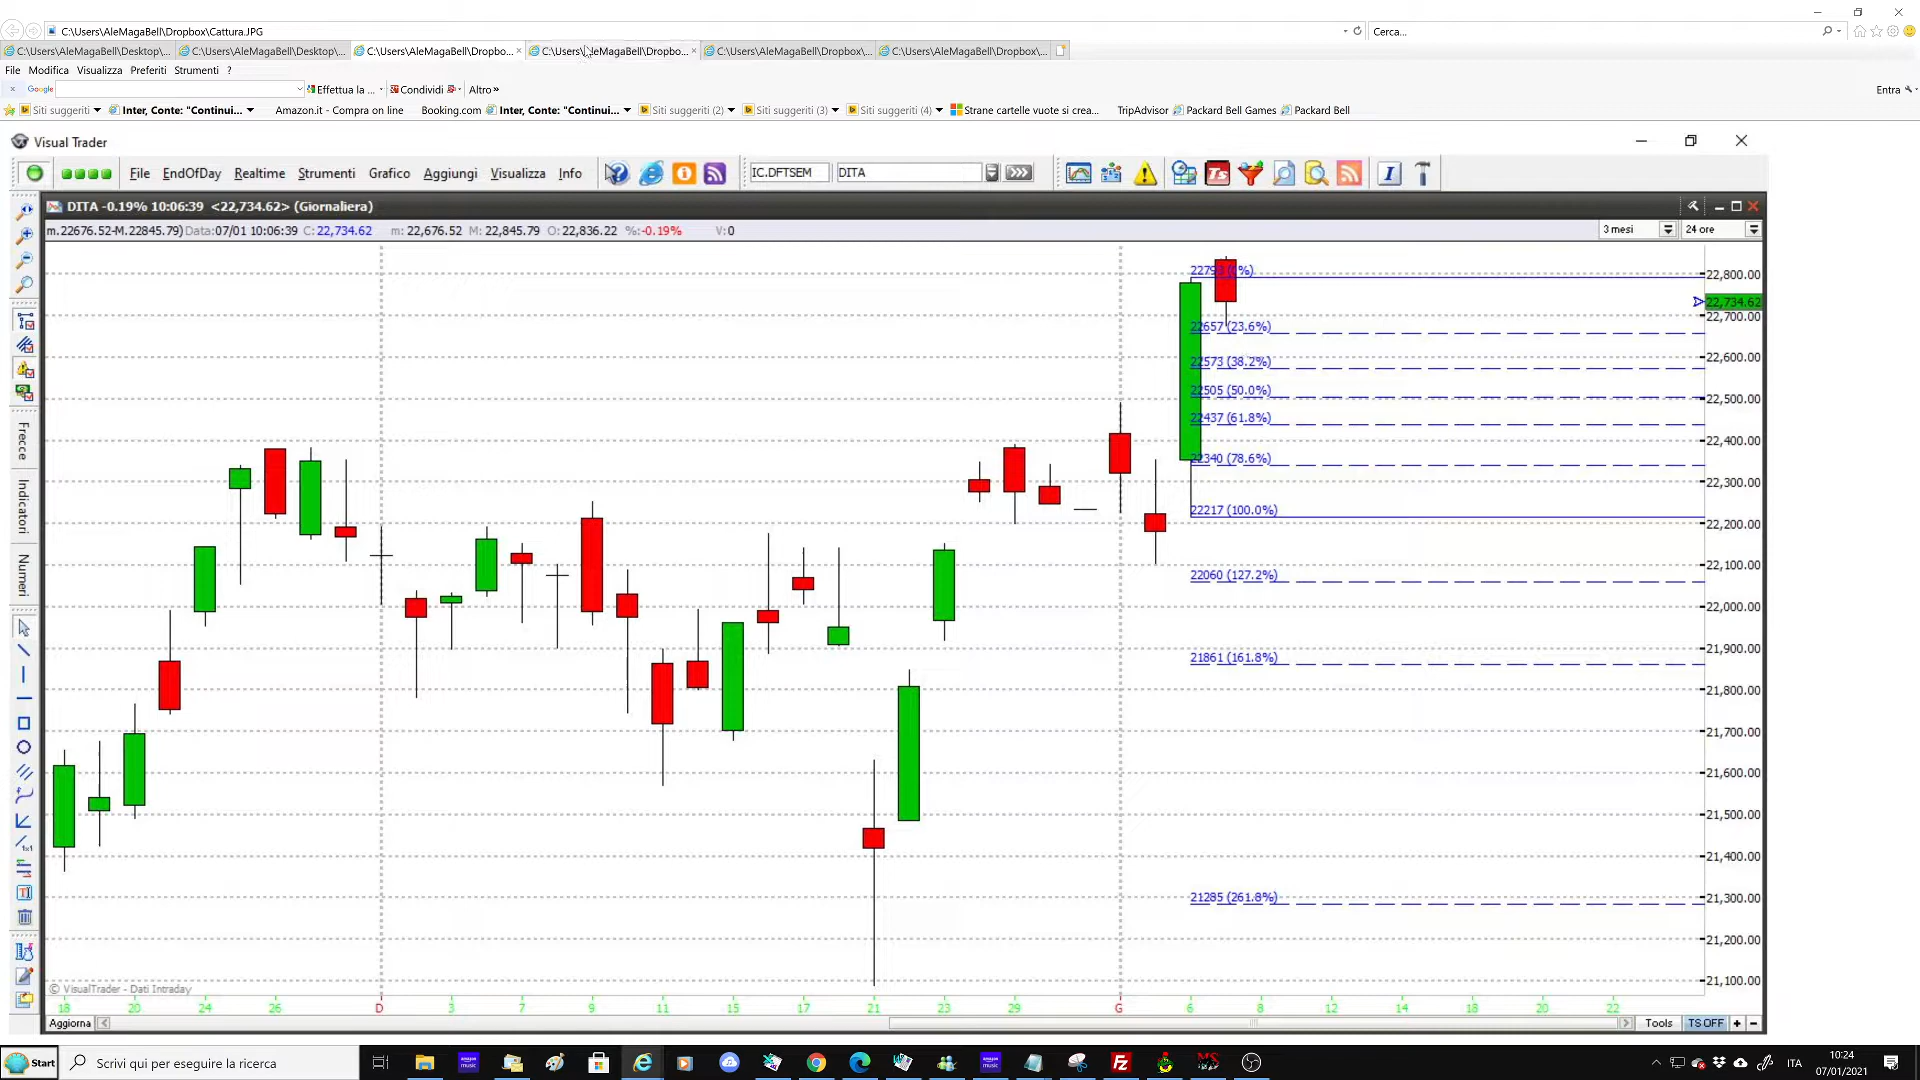 C:\Users\AleMagaBell\Dropbox\Cattura.JPG
Cerca...
C:\Users\AleMagaBell\Desktop\...
C:\Users\AleMagaBell\Desktop\...
C:\Users\AleMagaBell\Dropbo...
C:\Users\AleMagaBell\Dropbo...
C:\Users\AleMagaBell\Dropbox\...
C:\Users\AleMagaBell\Dropbox\...
File Modifica Visualizza Preferiti Strumenti ?
Google Effettua la ... Condividi Altro » Entra
Siti suggeriti Inter, Conte: "Continui... Amazon.it - Compra on line Booking.com Inter, Conte: "Continui... Siti suggeriti (2) Siti suggeriti (3) Siti suggeriti (4) Strane cartelle vuote si crea... TripAdvisor Packard Bell Games Packard Bell
Visual Trader
File EndOfDay Realtime Strumenti Grafico Aggiungi Visualizza Info IC.DFTSEM DITA
DITA -0.19% 10:06:39 <22,734.62> (Giornaliera)
m.22676.52-M.22845.79) Data:07/01 10:06:39 C: 22,734.62 m: 22,676.52 M: 22,845.79 O: 22,836.22 %:-0.19% V:0 3 mesi 24 ore
22,800.00
22,734.62
22,700.00
22657 (23.6%)
22,600.00
22573 (38.2%)
22505 (50.0%)
22,500.00
22437 (61.8%)
22,400.00
22340 (78.6%)
22,300.00
22217 (100.0%)
22,200.00
22,100.00
22060 (127.2%)
22,000.00
21,900.00
21861 (161.8%)
21,800.00
21,700.00
21,600.00
21,500.00
21,400.00
21285 (261.8%)
21,300.00
21,200.00
21,100.00
Frecce
Indicatori
Numeri
© VisualTrader - Dati Intraday
18 20 24 26 D 3 7 9 11 15 17 21 23 29 G 6 8 12 14 18 20 22
Aggiorna Tools TS OFF + −
Start Scrivi qui per eseguire la ricerca ITA 10:24
07/01/2021